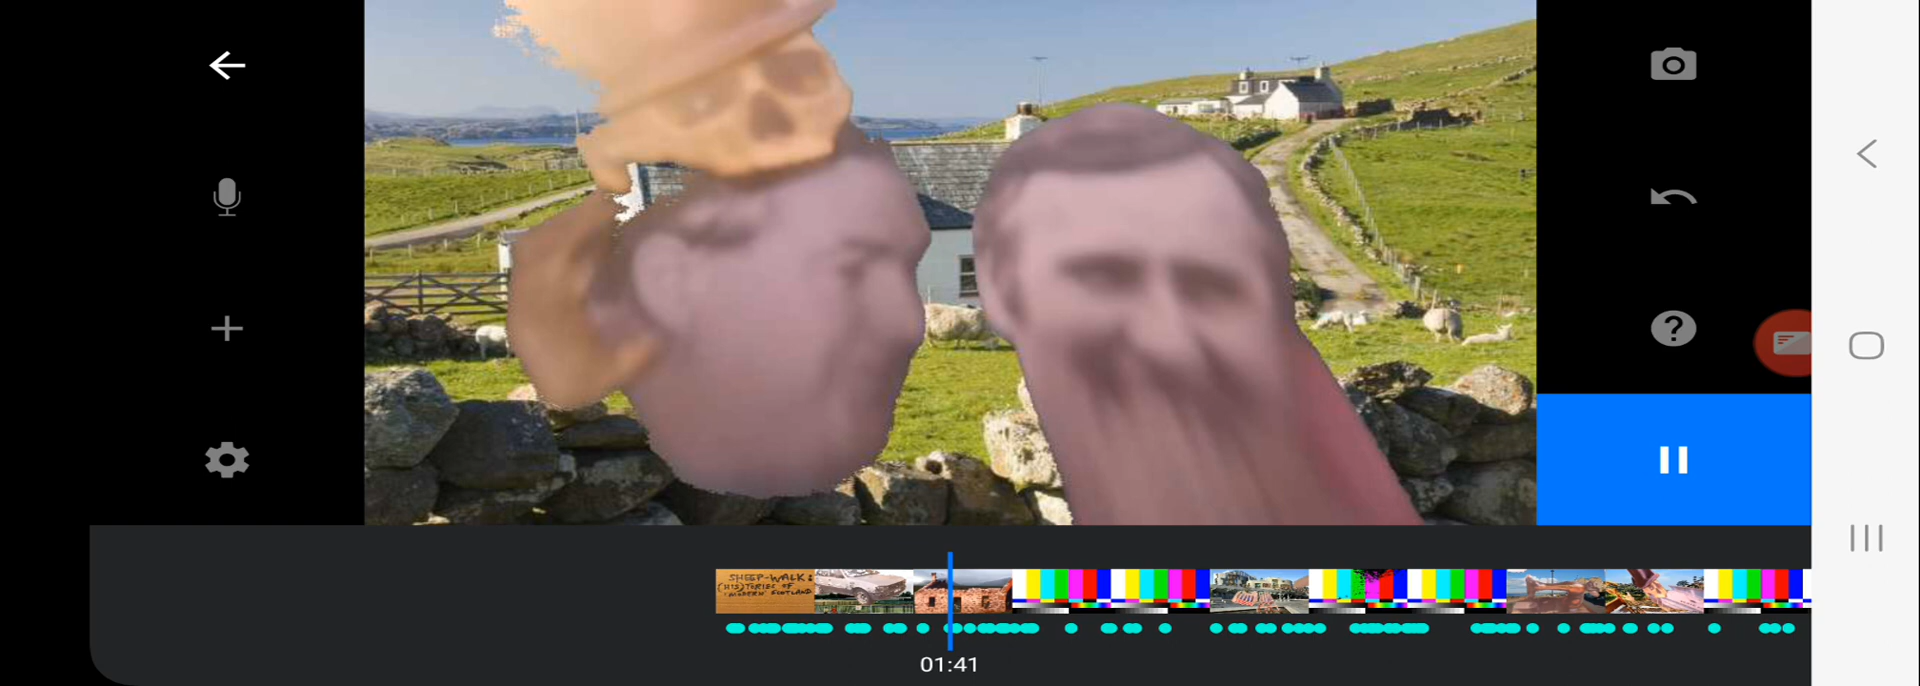 SHEEP-WALK:
(HIS)TORIES OF
'MODERN' SCOTLAND
01:41